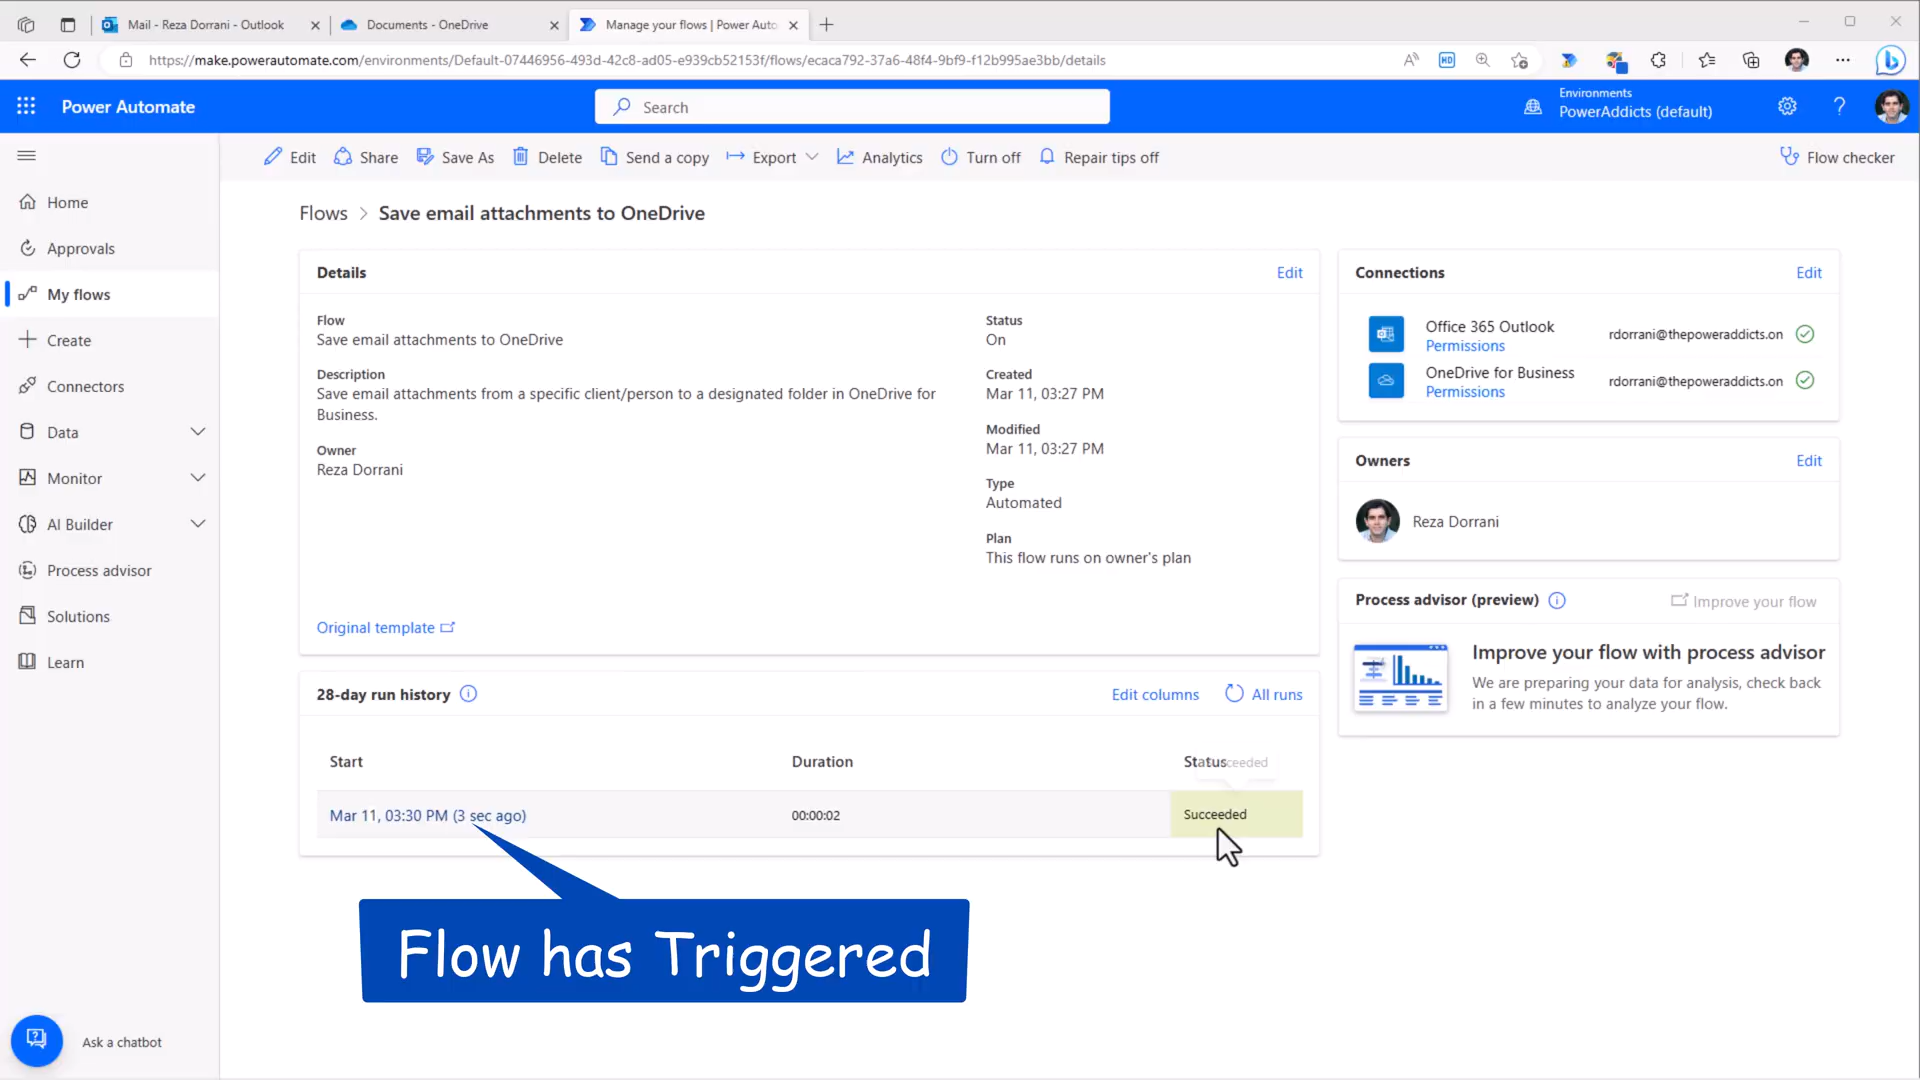 Mail - Reza Dorrani - Outlook
Documents - OneDrive
Manage your flows | Power Auto
https://make.powerautomate.com/environments/Default-07446956-493d-42c8-ad05-e939cb52153f/flows/ecaca792-37a6-48f4-9bf9-f12b995ae3bb/details
HD
Power Automate
Search
Environments
PowerAddicts (default)
Edit
Share
Save As
Delete
Send a copy
Export
Analytics
Turn off
Repair tips off
Flow checker
Home
Approvals
My flows
Create
Connectors
Data
Monitor
AI Builder
Process advisor
Solutions
Learn
Ask a chatbot
Flows > Save email attachments to OneDrive
Details
Edit
Flow
Save email attachments to OneDrive
Description
Save email attachments from a specific client/person to a designated folder in OneDrive for
Business.
Owner
Reza Dorrani
Status
On
Created
Mar 11, 03:27 PM
Modified
Mar 11, 03:27 PM
Type
Automated
Plan
This flow runs on owner's plan
Original template
28-day run history
Edit columns
All runs
Start
Duration
Status
Mar 11, 03:30 PM (3 sec ago)
00:00:02
Succeeded
Flow has Triggered
Connections
Edit
Office 365 Outlook
Permissions
rdorrani@thepoweraddicts.on
OneDrive for Business
Permissions
rdorrani@thepoweraddicts.on
Owners
Edit
Reza Dorrani
Process advisor (preview)
Improve your flow
Improve your flow with process advisor
We are preparing your data for analysis, check back
in a few minutes to analyze your flow.